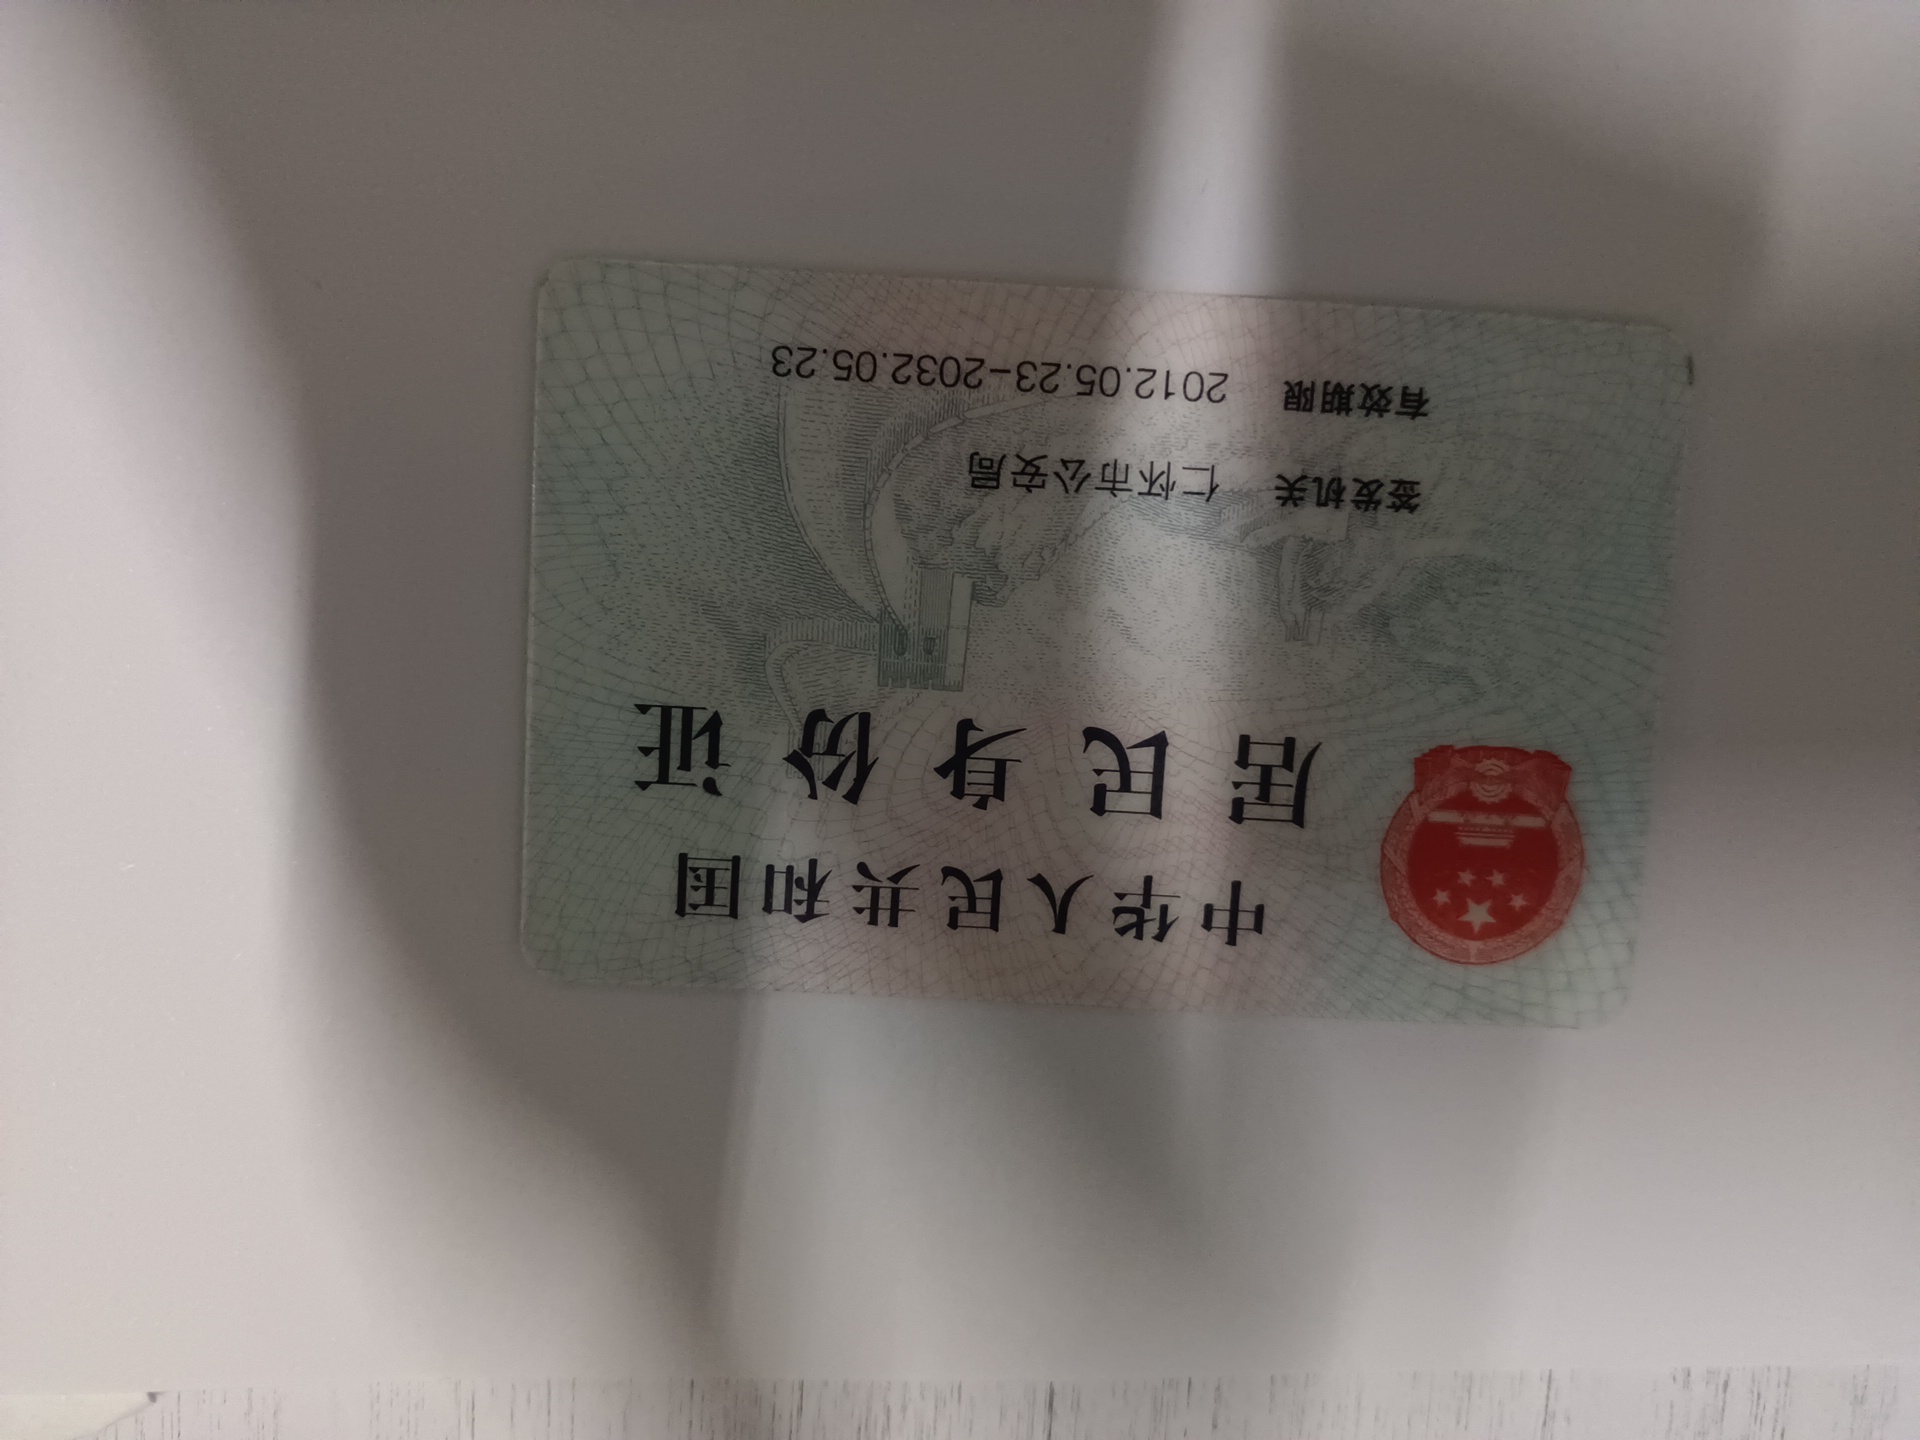 中华人民共和国
居民身份证
签发机关 仁怀市公安局
有效期限 2012.05.23-2032.05.23